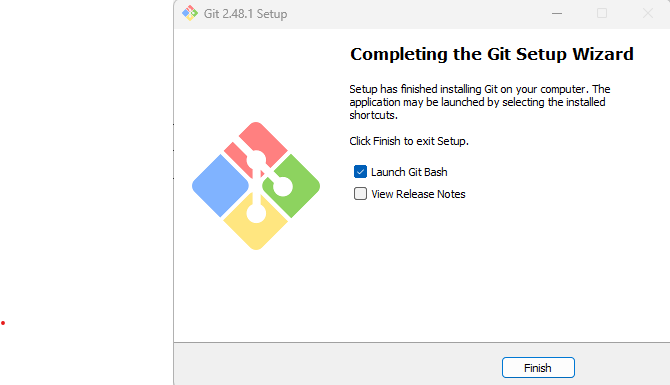 Git 2.48.1 Setup
Completing the Git Setup Wizard
Setup has finished installing Git on your computer. The
application may be launched by selecting the installed
shortcuts.
Click Finish to exit Setup.
Launch Git Bash
View Release Notes
Finish